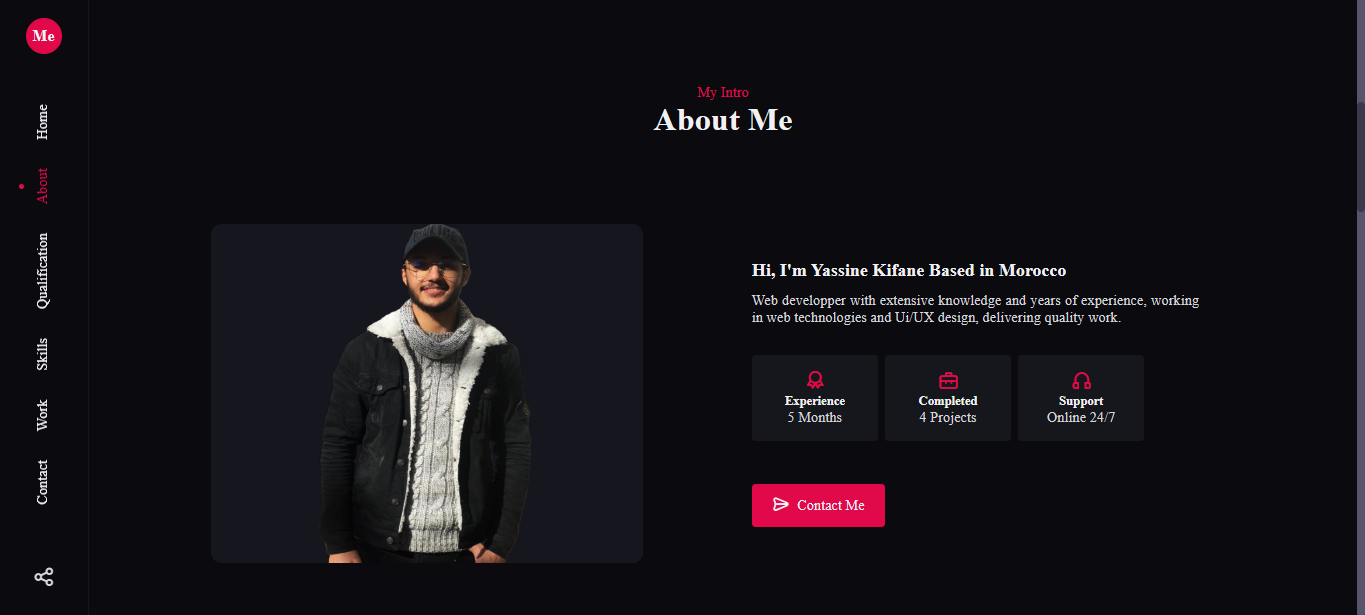 Me
Home
About
Qualification
Skills
Work
Contact
My Intro
About Me
Hi, I'm Yassine Kifane Based in Morocco
Web developper with extensive knowledge and years of experience, working
in web technologies and Ui/UX design, delivering quality work.
Experience
5 Months
Completed
4 Projects
Support
Online 24/7
Contact Me